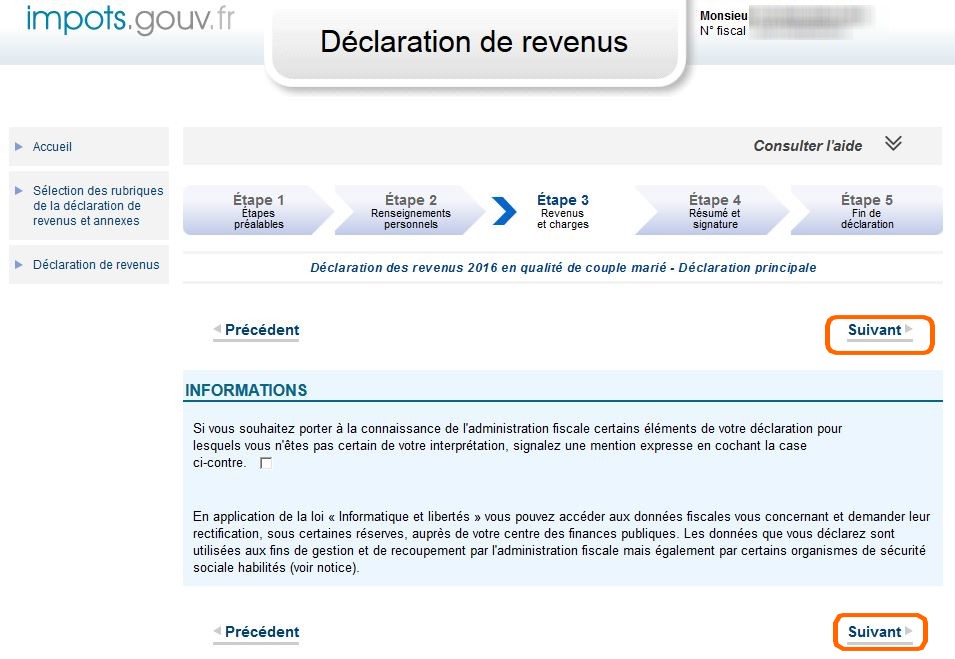 impots.gouv.fr
Déclaration de revenus
Monsieu
N° fiscal
Accueil
Sélection des rubriques
de la déclaration de
revenus et annexes
Déclaration de revenus
Consulter l'aide
Étape 1
Étapes
préalables
Étape 2
Renseignements
personnels
Étape 3
Revenus
et charges
Étape 4
Résumé et
signature
Étape 5
Fin de
déclaration
Déclaration des revenus 2016 en qualité de couple marié - Déclaration principale
Précédent
Suivant
INFORMATIONS
Si vous souhaitez porter à la connaissance de l'administration fiscale certains éléments de votre déclaration pour
lesquels vous n'êtes pas certain de votre interprétation, signalez une mention expresse en cochant la case
ci-contre.
En application de la loi « Informatique et libertés » vous pouvez accéder aux données fiscales vous concernant et demander leur
rectification, sous certaines réserves, auprès de votre centre des finances publiques. Les données que vous déclarez sont
utilisées aux fins de gestion et de recoupement par l'administration fiscale mais également par certains organismes de sécurité
sociale habilités (voir notice).
Précédent
Suivant